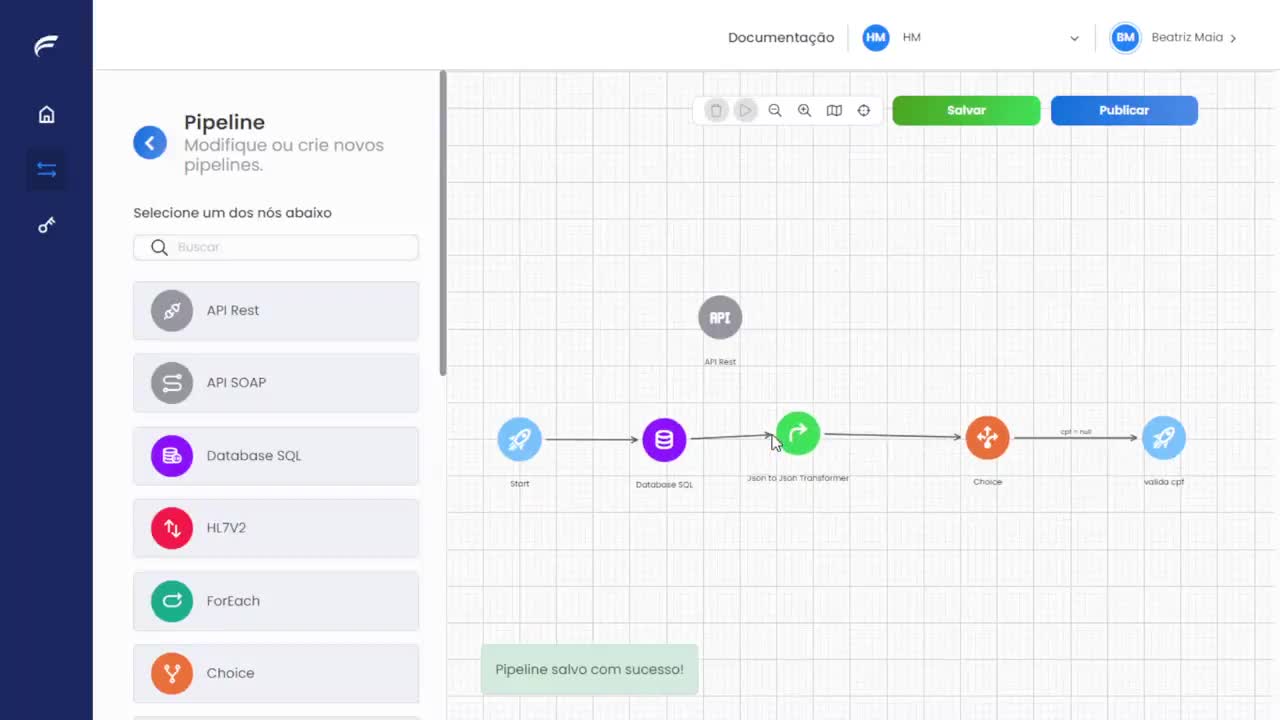 Documentação
HM
HM
BM
Beatriz Maia
Pipeline
Modifique ou crie novos
pipelines.
Salvar
Publicar
Selecione um dos nós abaixo
Buscar
API Rest
API SOAP
Database SQL
HL7V2
ForEach
Choice
API
API Rest
cpf = null
Start
Database SQL
Json to Json Transformer
Choice
valida cpf
Pipeline salvo com sucesso!